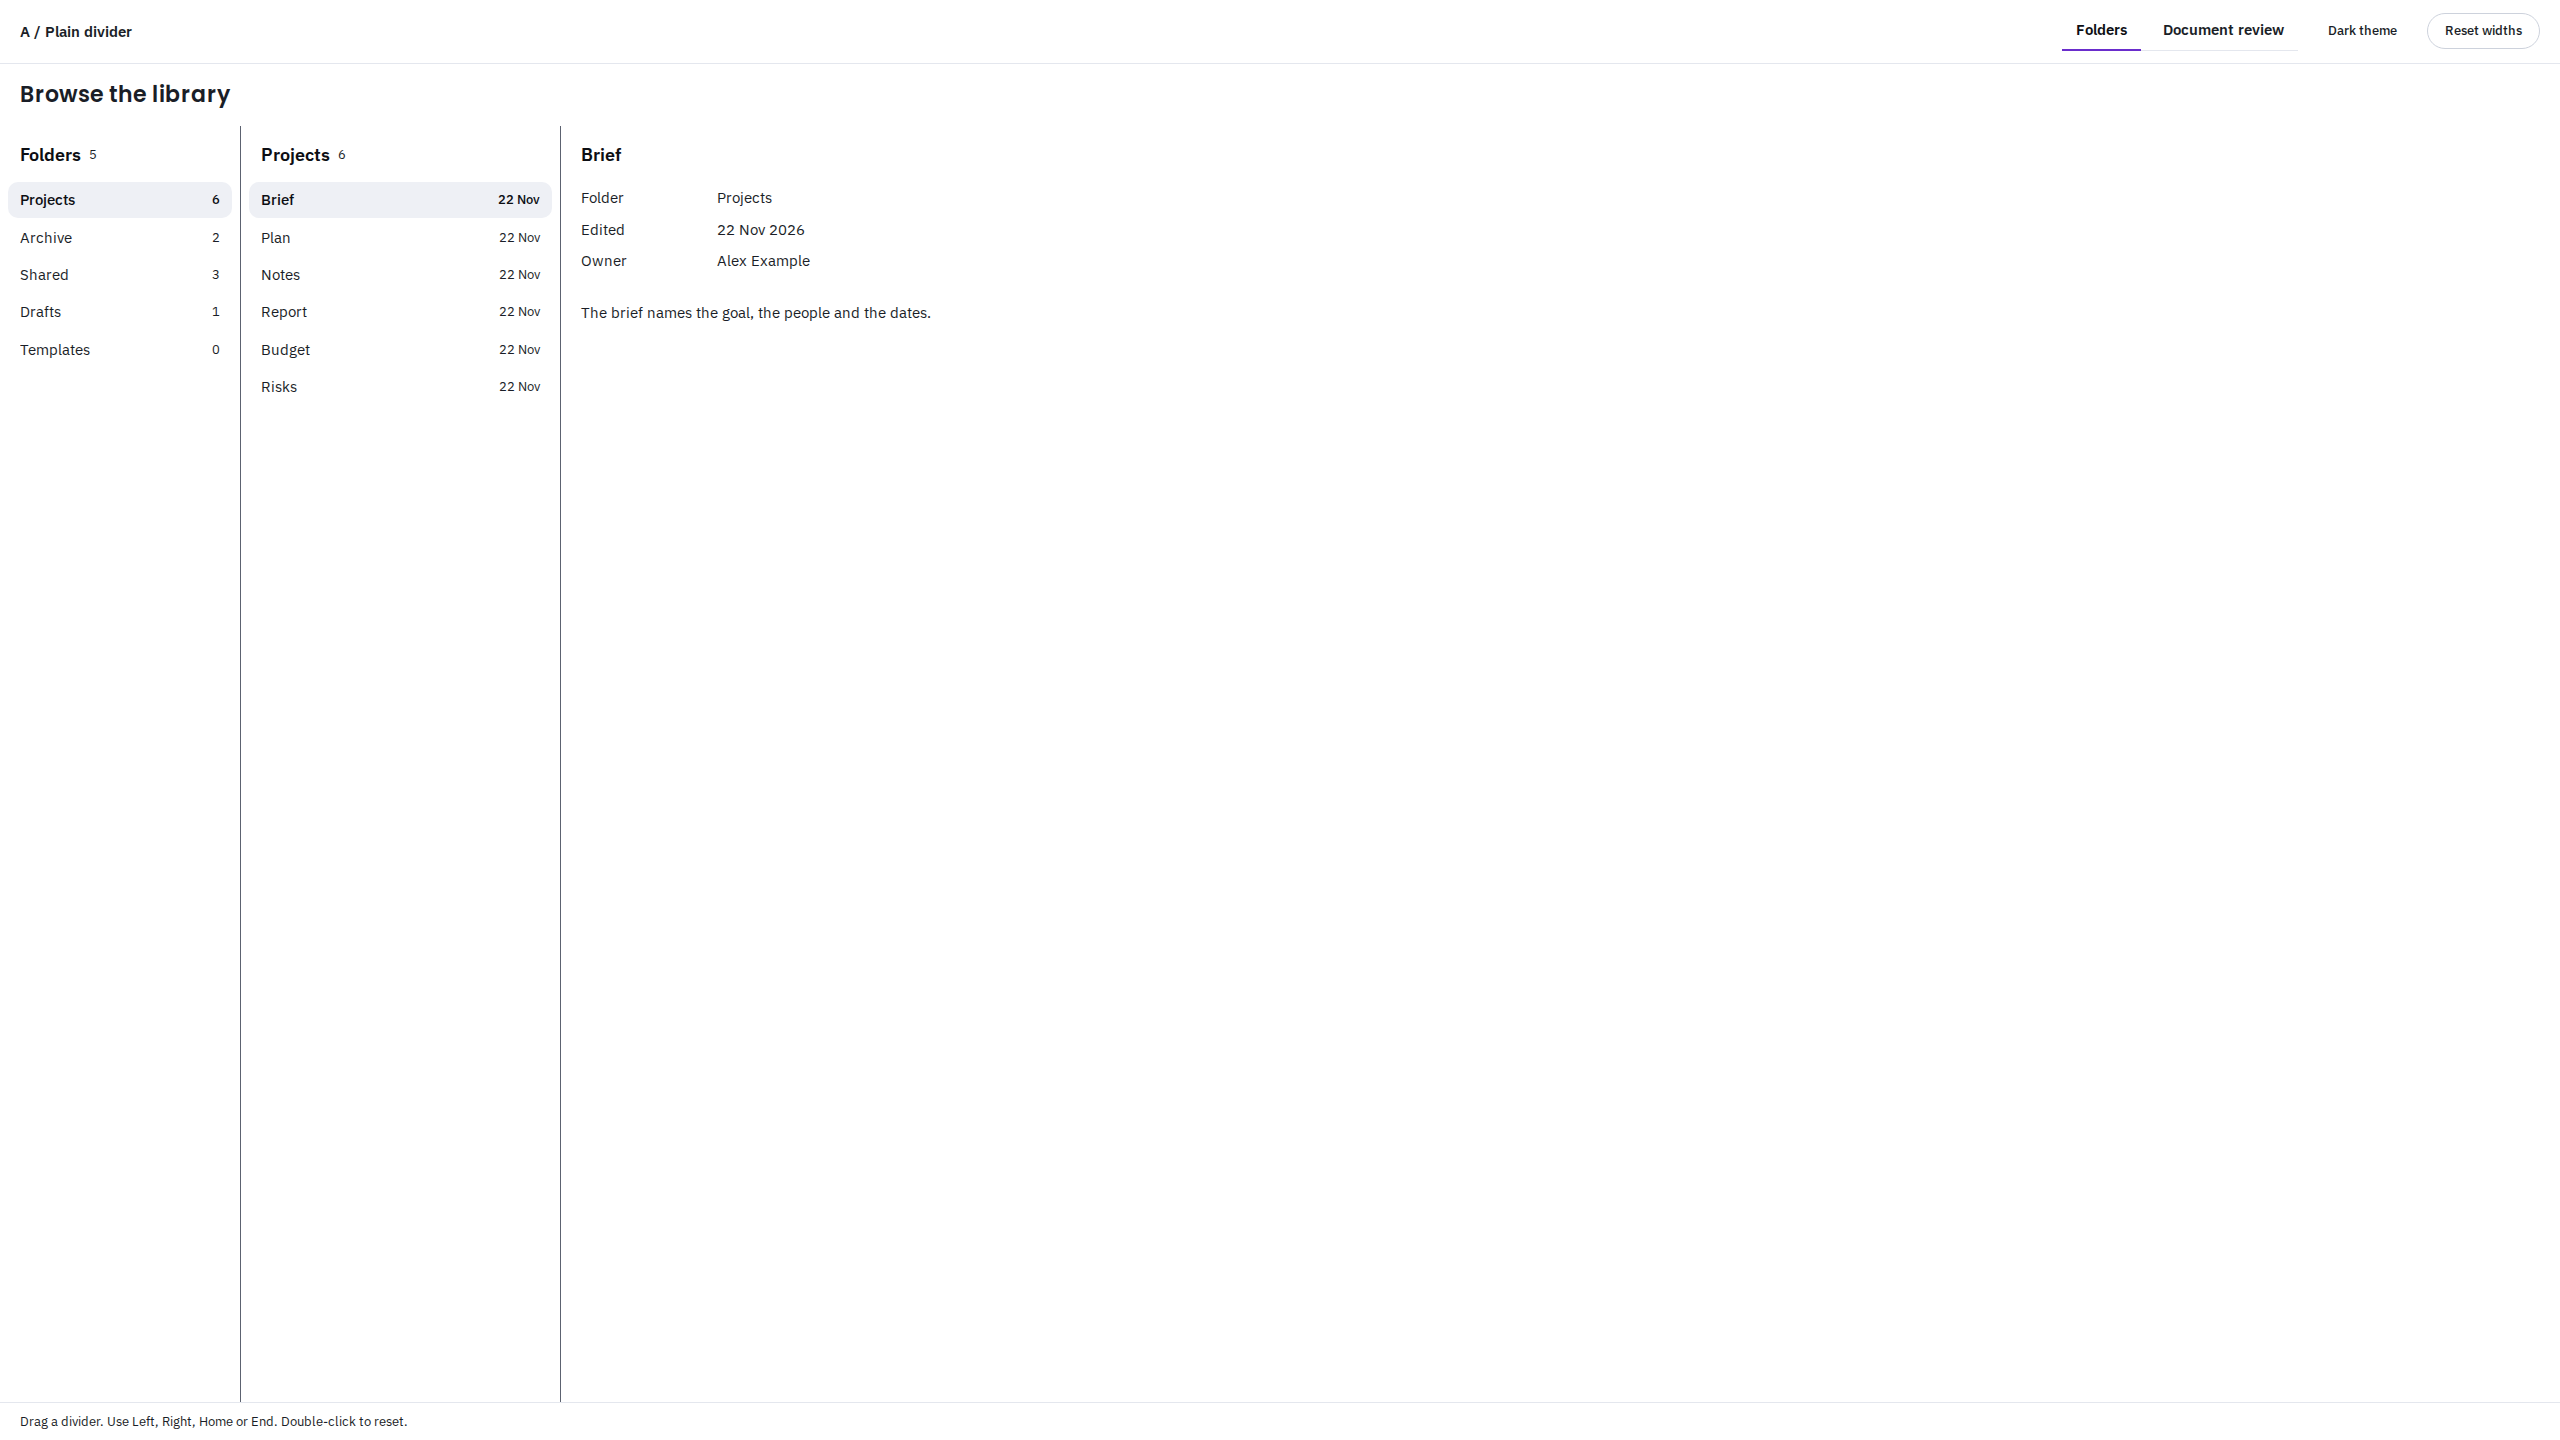 A / Plain divider
Folders
Document review
Dark theme
Reset widths
Browse the library
Folders 5
Projects 6
Archive 2
Shared 3
Drafts 1
Templates 0
Projects 6
Brief 22 Nov
Plan 22 Nov
Notes 22 Nov
Report 22 Nov
Budget 22 Nov
Risks 22 Nov
Brief
Folder Projects
Edited 22 Nov 2026
Owner Alex Example
The brief names the goal, the people and the dates.
Drag a divider. Use Left, Right, Home or End. Double-click to reset.